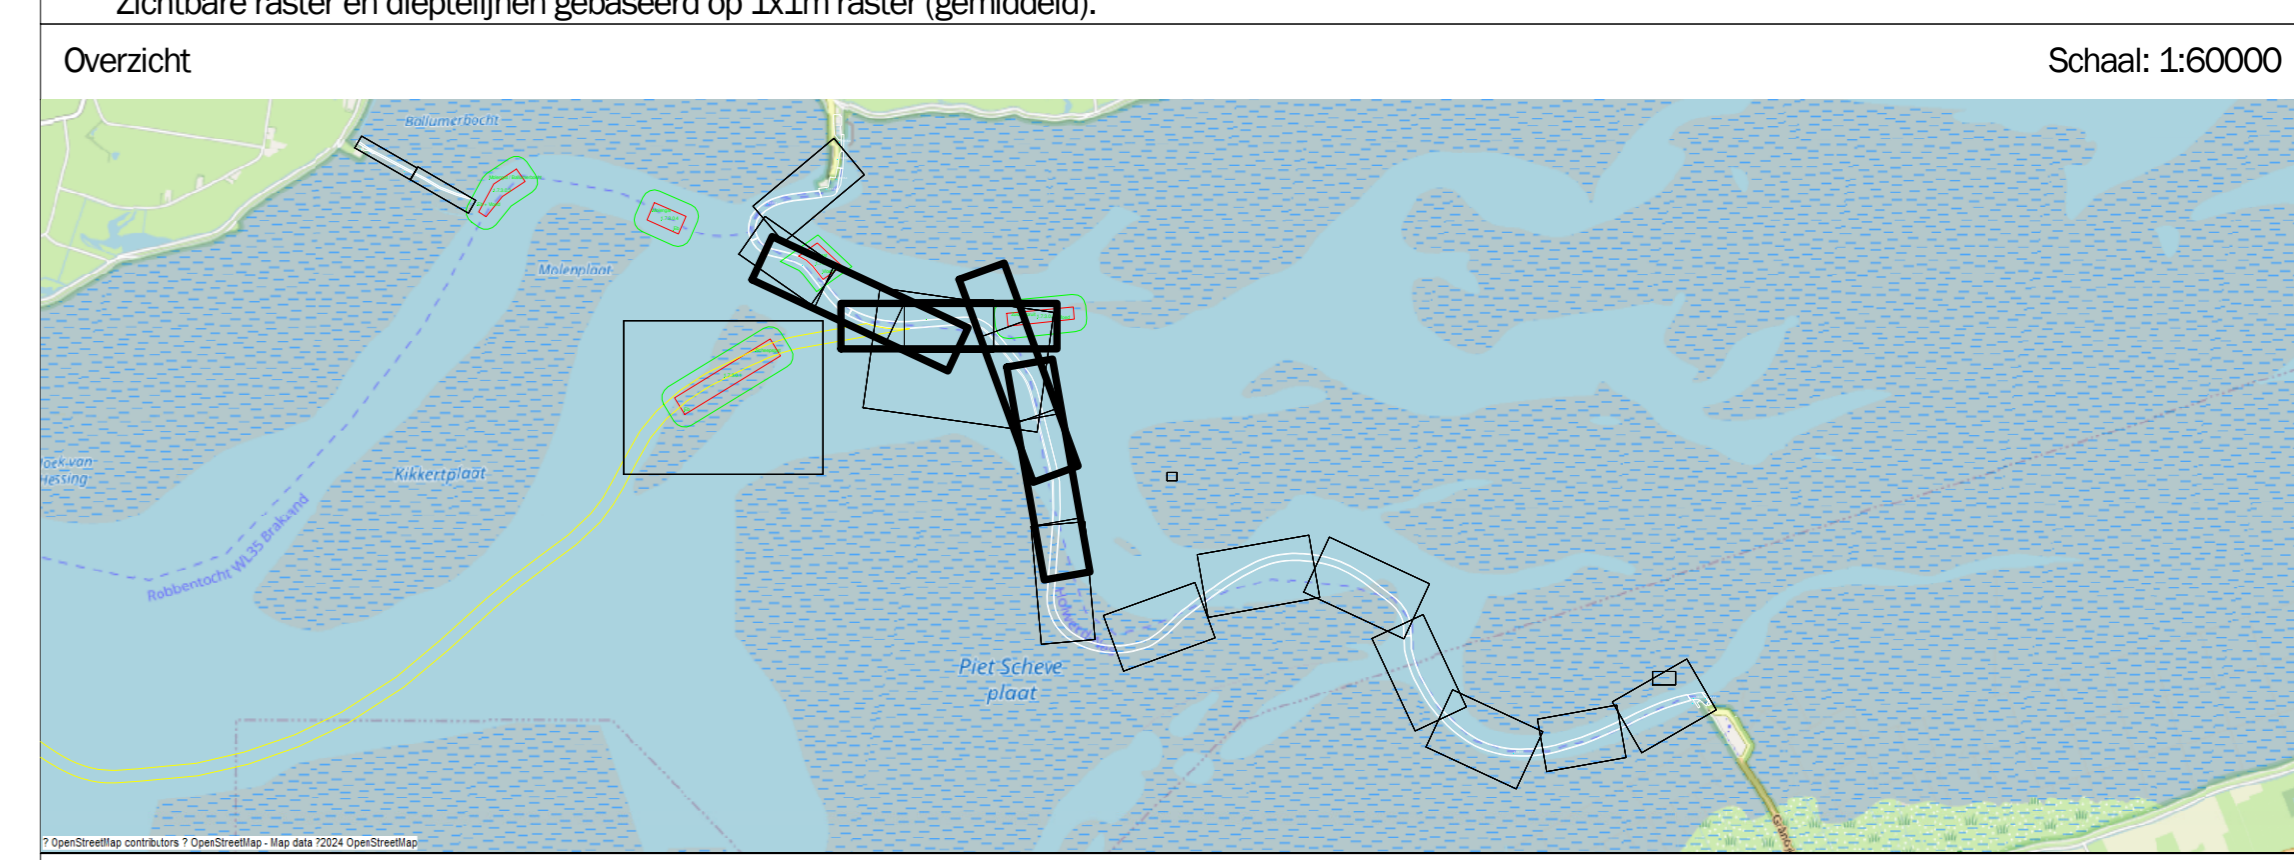 Zichtbare raster en dieptelijnen gebaseerd op 1x1m raster (gemiddeld).
Overzicht
Schaal: 1:60000
Ballumerbocht
Molenplaat
Kikkertplaat
Robbentocht WL35 Brakzand
Piet Scheve
plaat
? OpenStreetMap contributors ? OpenStreetMap - Map data ?2024 OpenStreetMap